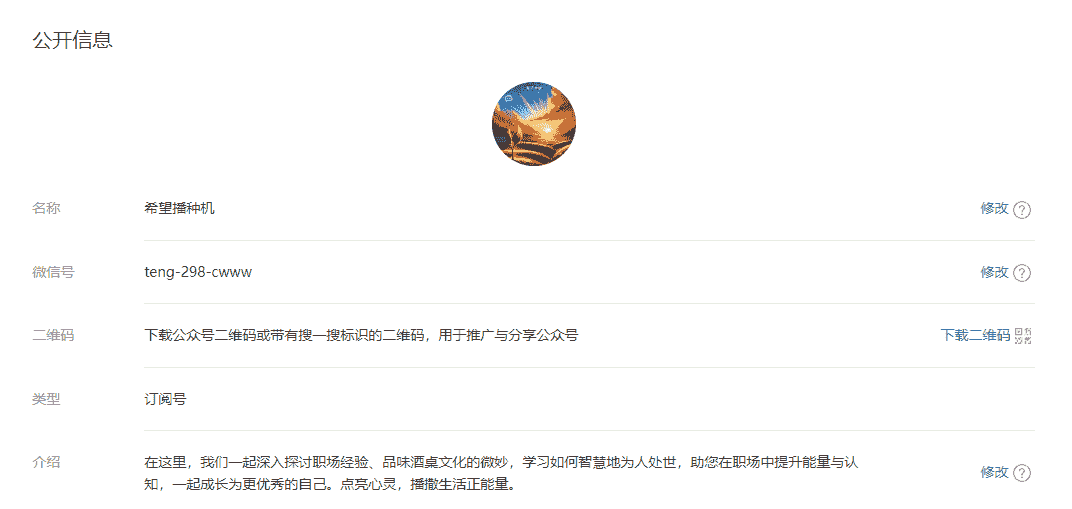 公开信息
名称 希望播种机 修改
微信号 teng-298-cwww 修改
二维码 下载公众号二维码或带有搜一搜标识的二维码，用于推广与分享公众号 下载二维码
类型 订阅号
介绍 在这里，我们一起深入探讨职场经验、品味酒桌文化的微妙，学习如何智慧地为人处世，助您在职场中提升能量与认
知，一起成长为更优秀的自己。点亮心灵，播撒生活正能量。 修改